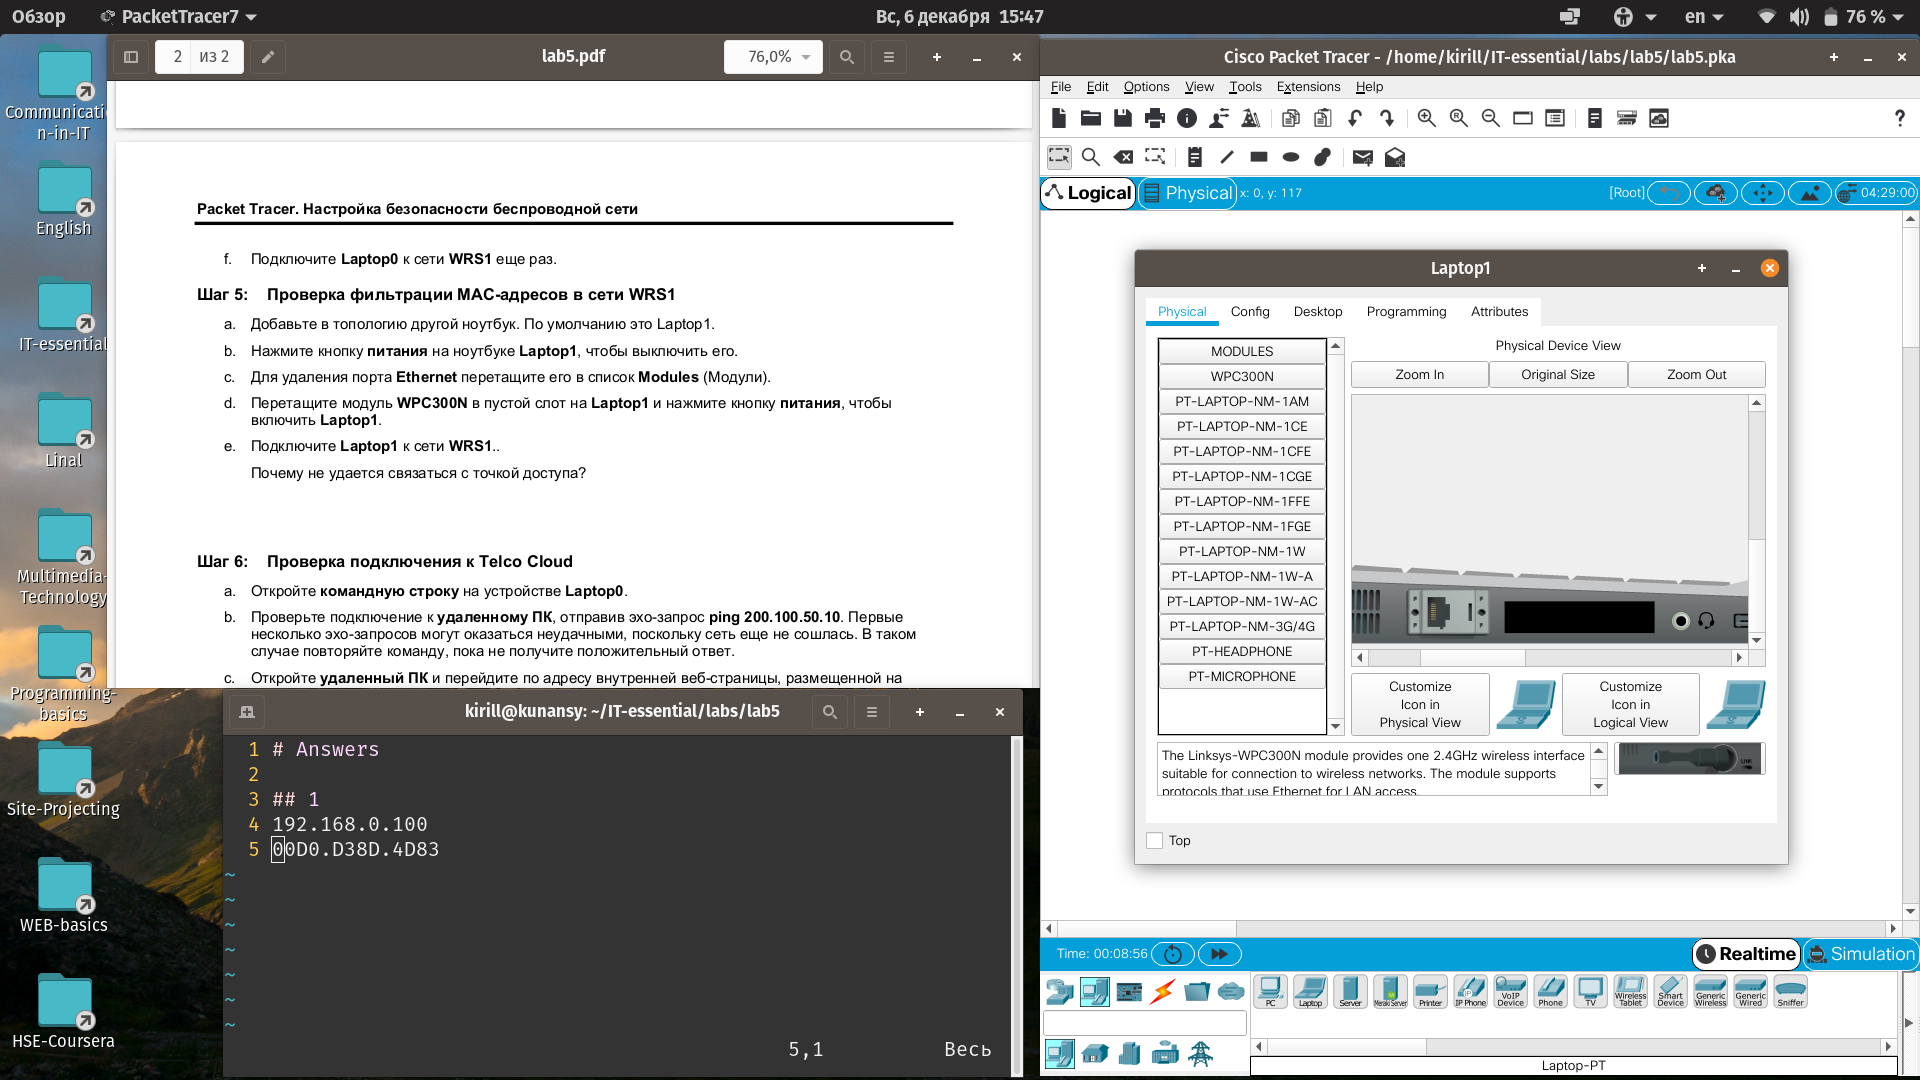 Обзор
PacketTracer7
Вс, 6 декабря 15:47
en
76 %
Communicatio
n-in-IT
English
IT-essential
Linal
Multimedia-
Technology
Programming-
basics
Site-Projecting
WEB-basics
HSE-Coursera
2 из 2
lab5.pdf
76,0%
Packet Tracer. Настройка безопасности беспроводной сети
f. Подключите Laptop0 к сети WRS1 еще раз.
Шаг 5: Проверка фильтрации MAC-адресов в сети WRS1
a. Добавьте в топологию другой ноутбук. По умолчанию это Laptop1.
b. Нажмите кнопку питания на ноутбуке Laptop1, чтобы выключить его.
c. Для удаления порта Ethernet перетащите его в список Modules (Модули).
d. Перетащите модуль WPC300N в пустой слот на Laptop1 и нажмите кнопку питания, чтобы
включить Laptop1.
e. Подключите Laptop1 к сети WRS1..
Почему не удается связаться с точкой доступа?
Шаг 6: Проверка подключения к Telco Cloud
a. Откройте командную строку на устройстве Laptop0.
b. Проверьте подключение к удаленному ПК, отправив эхо-запрос ping 200.100.50.10. Первые
несколько эхо-запросов могут оказаться неудачными, поскольку сеть еще не сошлась. В таком
случае повторяйте команду, пока не получите положительный ответ.
c. Откройте удаленный ПК и перейдите по адресу внутренней веб-страницы, размещенной на
kirill@kunansy: ~/IT-essential/labs/lab5
1 # Answers
2
3 ## 1
4 192.168.0.100
5 00D0.D38D.4D83
~
~
~
~
~
~
~
5,1 Весь
Cisco Packet Tracer - /home/kirill/IT-essential/labs/lab5/lab5.pka
File Edit Options View Tools Extensions Help
?
Logical Physical x: 0, y: 117
[Root] 04:29:00
Laptop1
Physical Config Desktop Programming Attributes
MODULES
WPC300N
PT-LAPTOP-NM-1AM
PT-LAPTOP-NM-1CE
PT-LAPTOP-NM-1CFE
PT-LAPTOP-NM-1CGE
PT-LAPTOP-NM-1FFE
PT-LAPTOP-NM-1FGE
PT-LAPTOP-NM-1W
PT-LAPTOP-NM-1W-A
PT-LAPTOP-NM-1W-AC
PT-LAPTOP-NM-3G/4G
PT-HEADPHONE
PT-MICROPHONE
Physical Device View
Zoom In Original Size Zoom Out
Customize
Icon in
Physical View
Customize
Icon in
Logical View
The Linksys-WPC300N module provides one 2.4GHz wireless interface
suitable for connection to wireless networks. The module supports
protocols that use Ethernet for LAN access.
LINK
Top
Time: 00:08:56
Realtime Simulation
PC
Laptop
Server
Meraki Server
Printer
IP Phone
VoIP
Device
Phone
TV
Wireless
Tablet
Smart
Device
Generic
Wireless
Generic
Wired
Sniffer
Laptop-PT